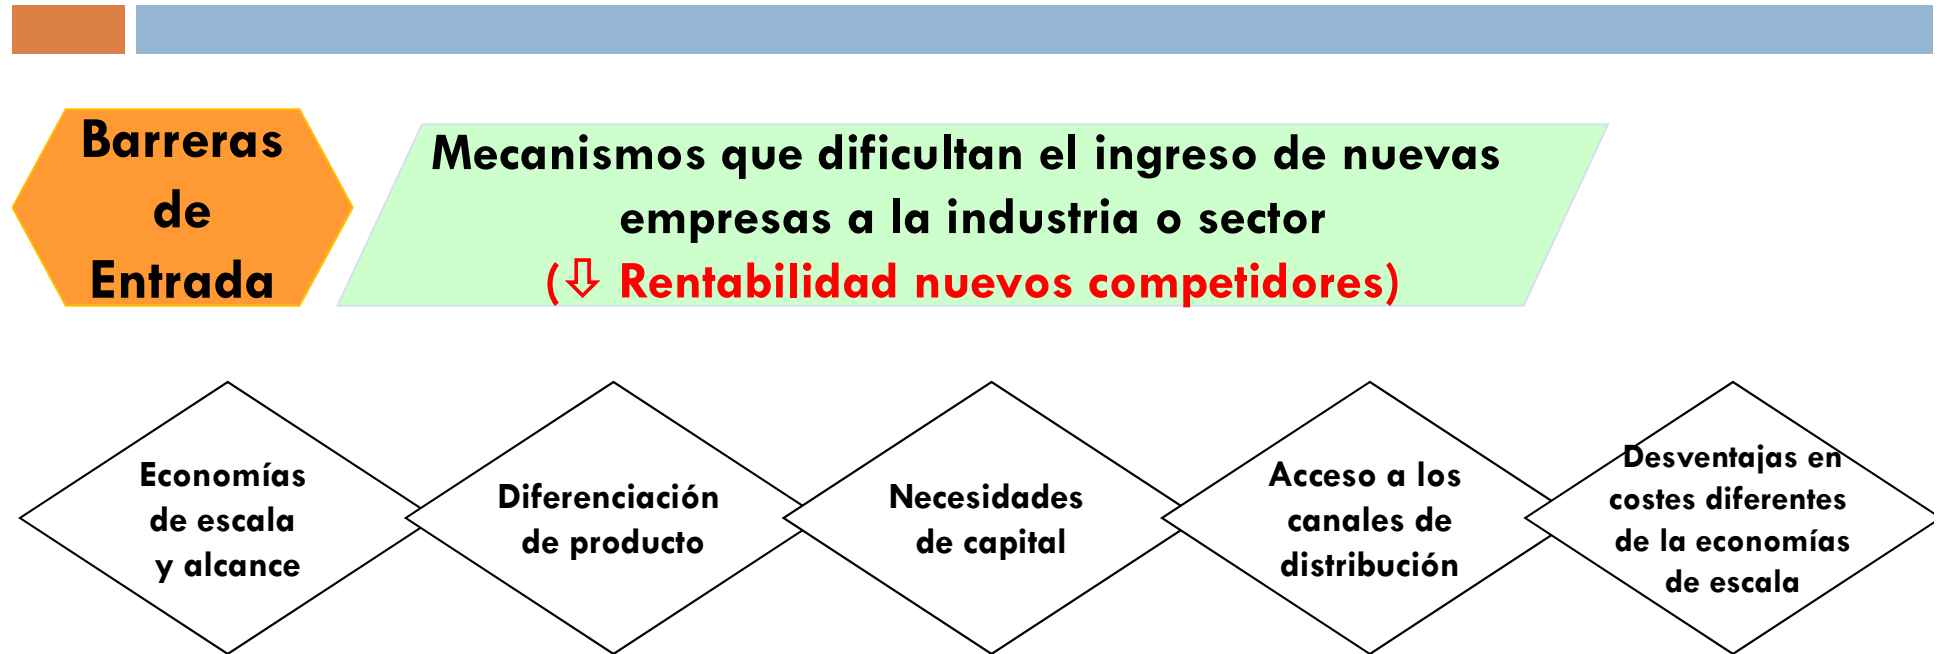 Barreras
de
Entrada
Mecanismos que dificultan el ingreso de nuevas
empresas a la industria o sector
(⇩ Rentabilidad nuevos competidores)
Economías
de escala
y alcance
Diferenciación
de producto
Necesidades
de capital
Acceso a los
canales de
distribución
Desventajas en
costes diferentes
de la economías
de escala